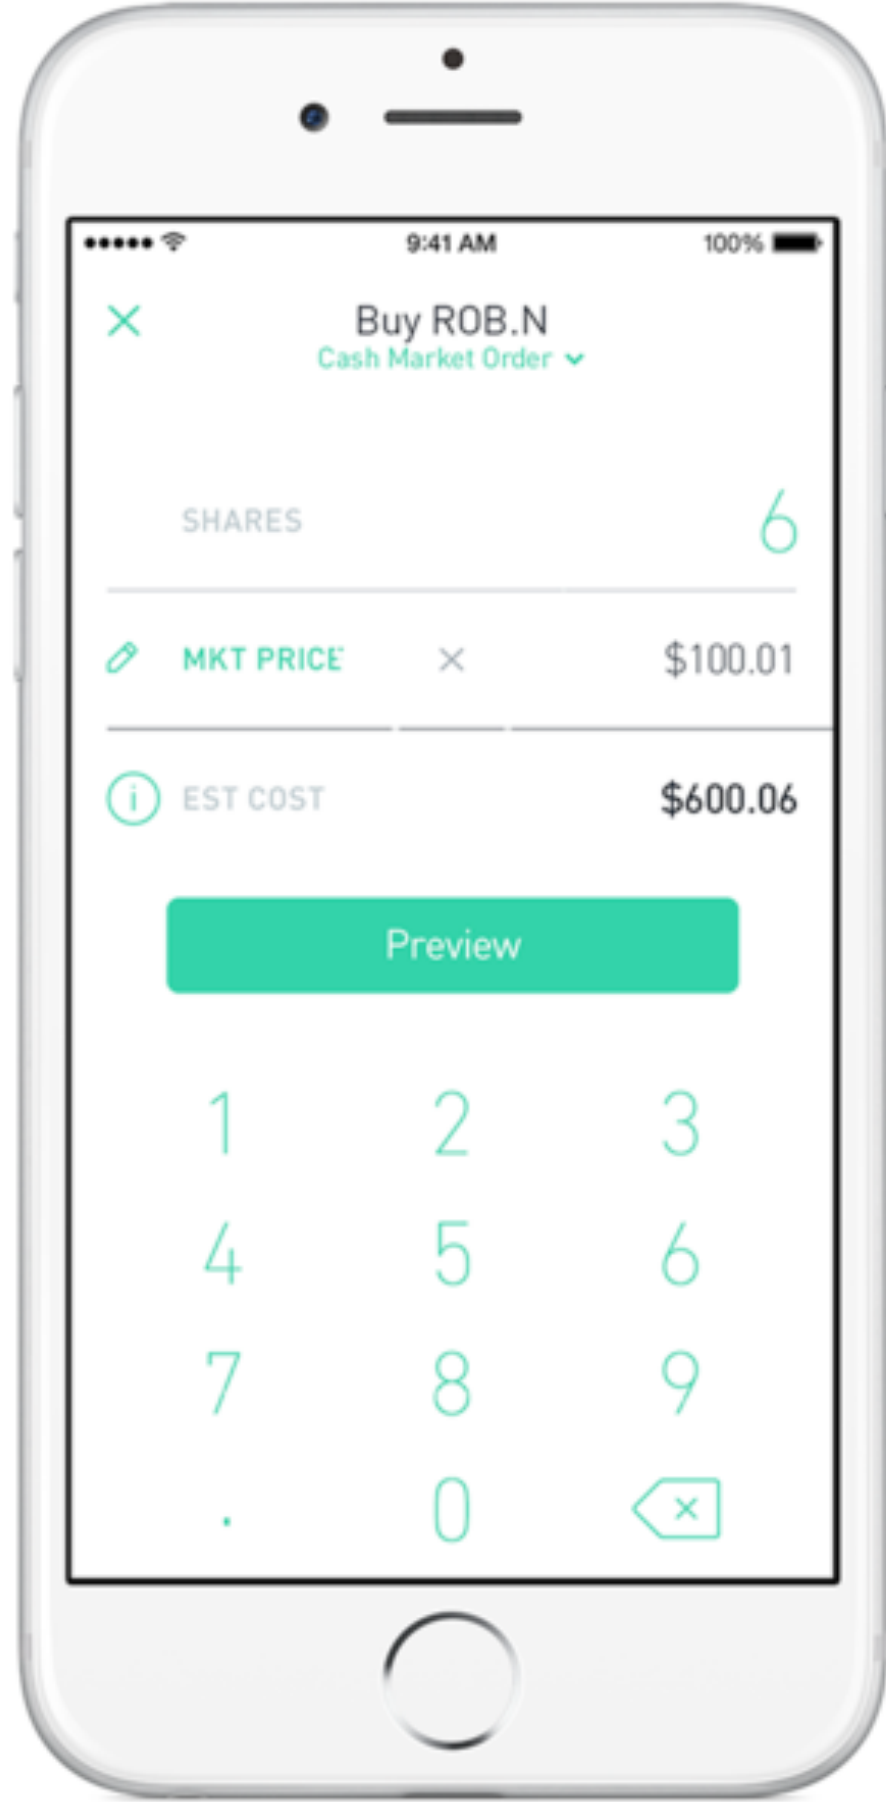 9:41 AM 100%
Buy ROB.N
Cash Market Order
SHARES 6
MKT PRICE × $100.01
i EST COST $600.06
Preview
1 2 3
4 5 6
7 8 9
. 0 ×